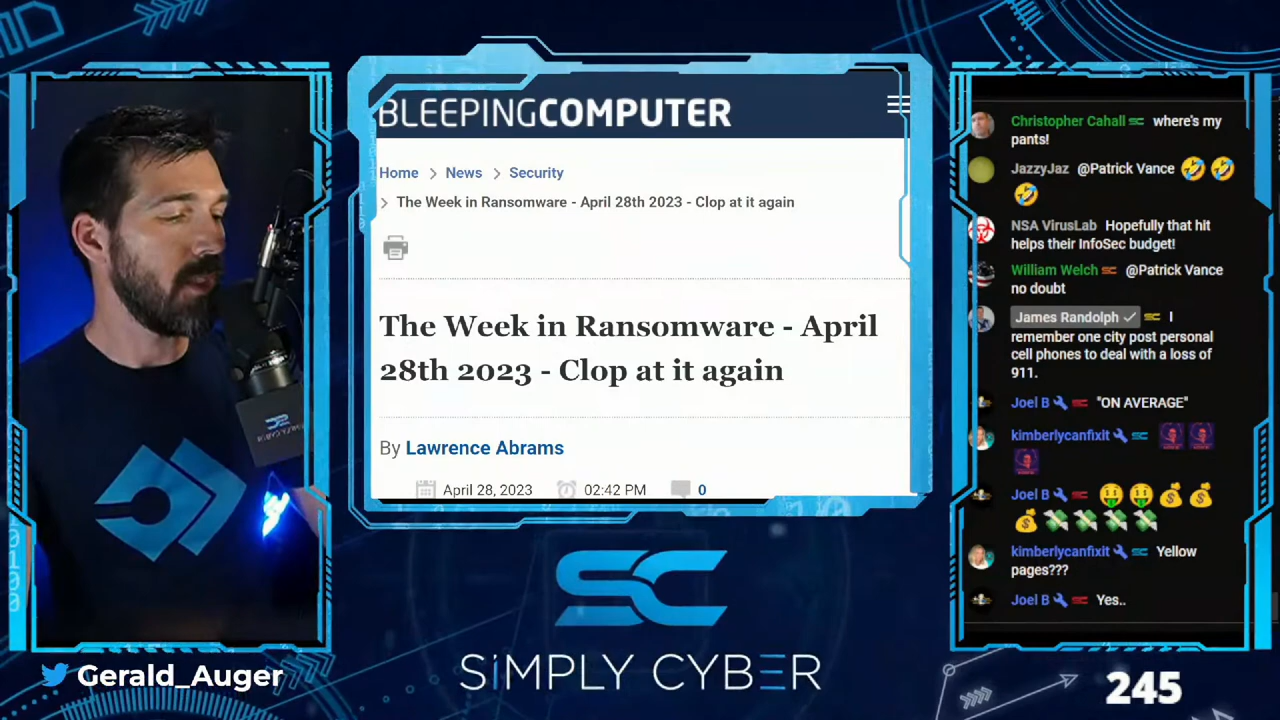 BLEEPINGCOMPUTER
Home > News > Security
> The Week in Ransomware - April 28th 2023 - Clop at it again
The Week in Ransomware - April
28th 2023 - Clop at it again
By Lawrence Abrams
April 28, 2023 02:42 PM 0
SC
SIMPLY CYBER
Gerald_Auger
Christopher Cahall where's my
pants!
JazzyJaz @Patrick Vance
NSA VirusLab Hopefully that hit
helps their InfoSec budget!
William Welch @Patrick Vance
no doubt
James Randolph I
remember one city post personal
cell phones to deal with a loss of
911.
Joel B "ON AVERAGE"
kimberlycanfixit
Joel B
kimberlycanfixit Yellow
pages???
Joel B Yes..
245